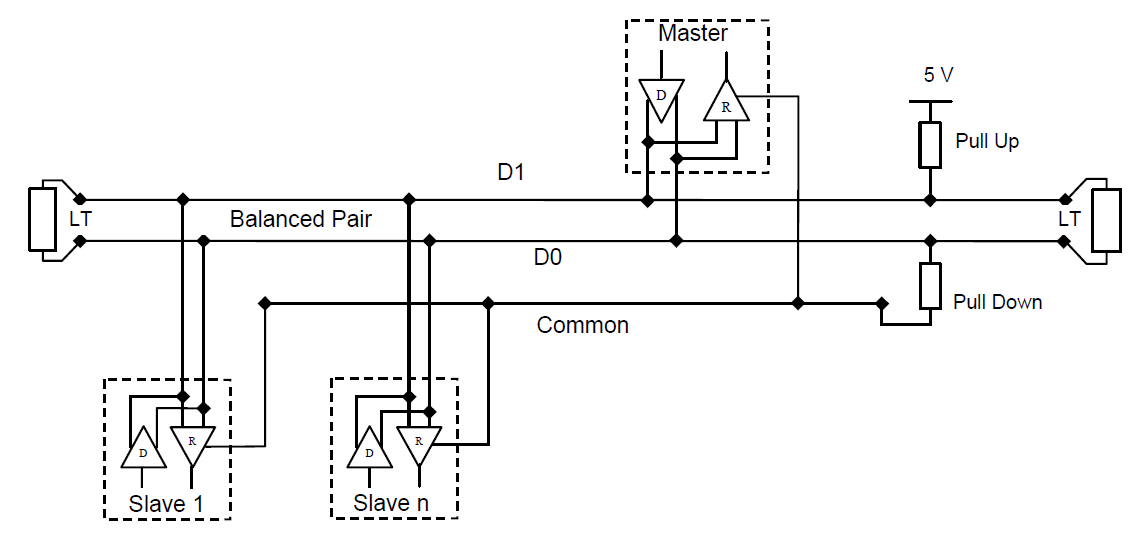 Master
5 V
D
R
Pull Up
D1
LT
Balanced Pair
LT
D0
Pull Down
Common
D
R
D
R
Slave 1
Slave n